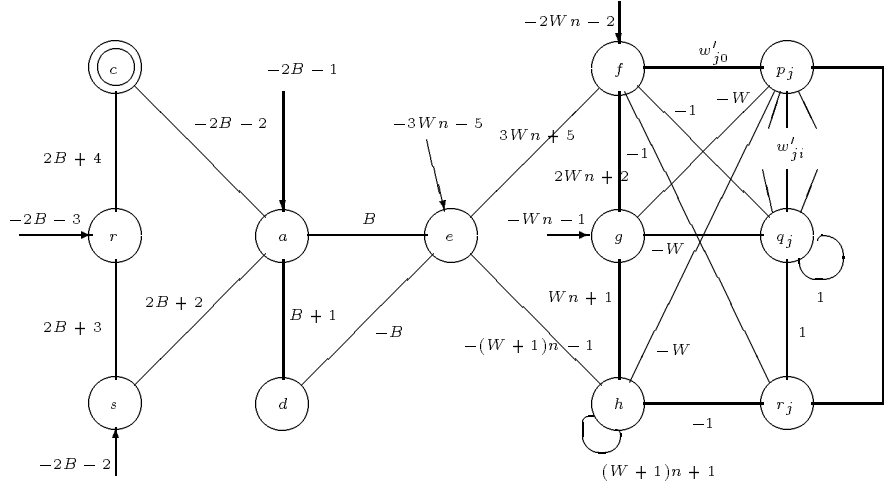 −2Wn − 2
w′j0
c
−2B − 1
f
pj
−W
−1
−2B − 2
−3Wn − 5
3Wn + 5
w′ji
2B + 4
−1
2Wn + 2
−2B − 3
B
−Wn − 1
r
a
e
g
qj
−W
2B + 2
Wn + 1
1
B + 1
2B + 3
−B
1
−(W + 1)n − 1
−W
s
d
h
rj
−1
−2B − 2
(W + 1)n + 1